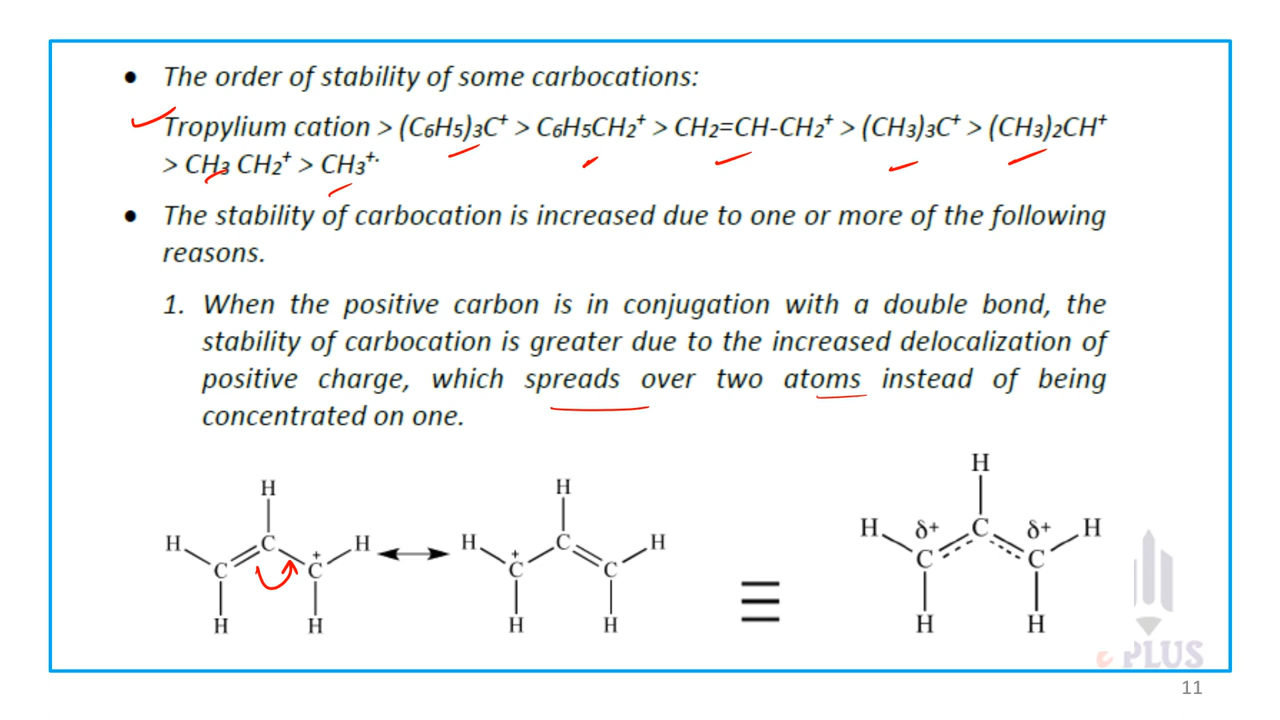 • The order of stability of some carbocations:
Tropylium cation > (C6H5)3C+ > C6H5CH2+ > CH2=CH-CH2+ > (CH3)3C+ > (CH3)2CH+
> CH3 CH2+ > CH3+.
• The stability of carbocation is increased due to one or more of the following
reasons.
1. When the positive carbon is in conjugation with a double bond, the
stability of carbocation is greater due to the increased delocalization of
positive charge, which spreads over two atoms instead of being
concentrated on one.
H H H
H C + H H + C H H δ+ C δ+ H
C C C C C C
H H H H H H
PLUS
11